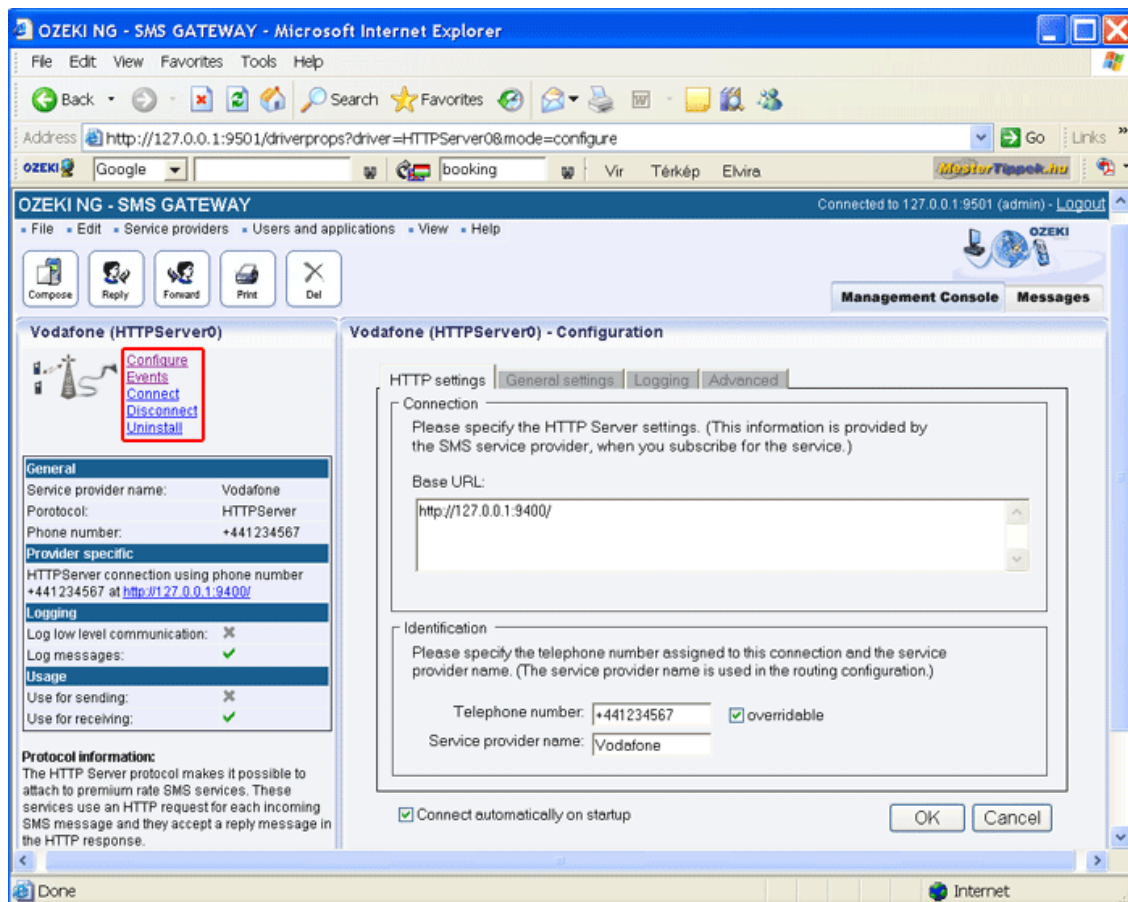 OZEKI NG - SMS GATEWAY - Microsoft Internet Explorer
File Edit View Favorites Tools Help
Back Search Favorites
Address http://127.0.0.1:9501/driverprops?driver=HTTPServer0&mode=configure Go Links »
OZEKI Google booking Vir Térkép Elvira MesterTippek.hu
OZEKI NG - SMS GATEWAY Connected to 127.0.0.1:9501 (admin) - Logout
File Edit Service providers Users and applications View Help
OZEKI
Compose Reply Forward Print Del
Management Console Messages
Vodafone (HTTPServer0)
Configure
Events
Connect
Disconnect
Uninstall
General
Service provider name: Vodafone
Porotocol: HTTPServer
Phone number: +441234567
Provider specific
HTTPServer connection using phone number
+441234567 at http://127.0.0.1:9400/
Logging
Log low level communication:
Log messages:
Usage
Use for sending:
Use for receiving:
Protocol information:
The HTTP Server protocol makes it possible to
attach to premium rate SMS services. These
services use an HTTP request for each incoming
SMS message and they accept a reply message in
the HTTP response.
Vodafone (HTTPServer0) - Configuration
HTTP settings General settings Logging Advanced
Connection
Please specify the HTTP Server settings. (This information is provided by
the SMS service provider, when you subscribe for the service.)
Base URL:
http://127.0.0.1:9400/
Identification
Please specify the telephone number assigned to this connection and the service
provider name. (The service provider name is used in the routing configuration.)
Telephone number: +441234567 overridable
Service provider name: Vodafone
Connect automatically on startup
OK Cancel
Done Internet